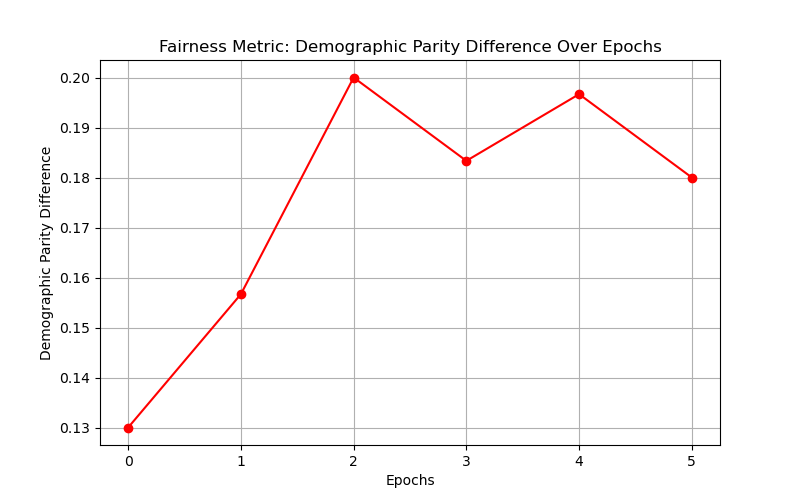 Fairness Metric: Demographic Parity Difference Over Epochs
Demographic Parity Difference
0.20
0.19
0.18
0.17
0.16
0.15
0.14
0.13
0 1 2 3 4 5
Epochs